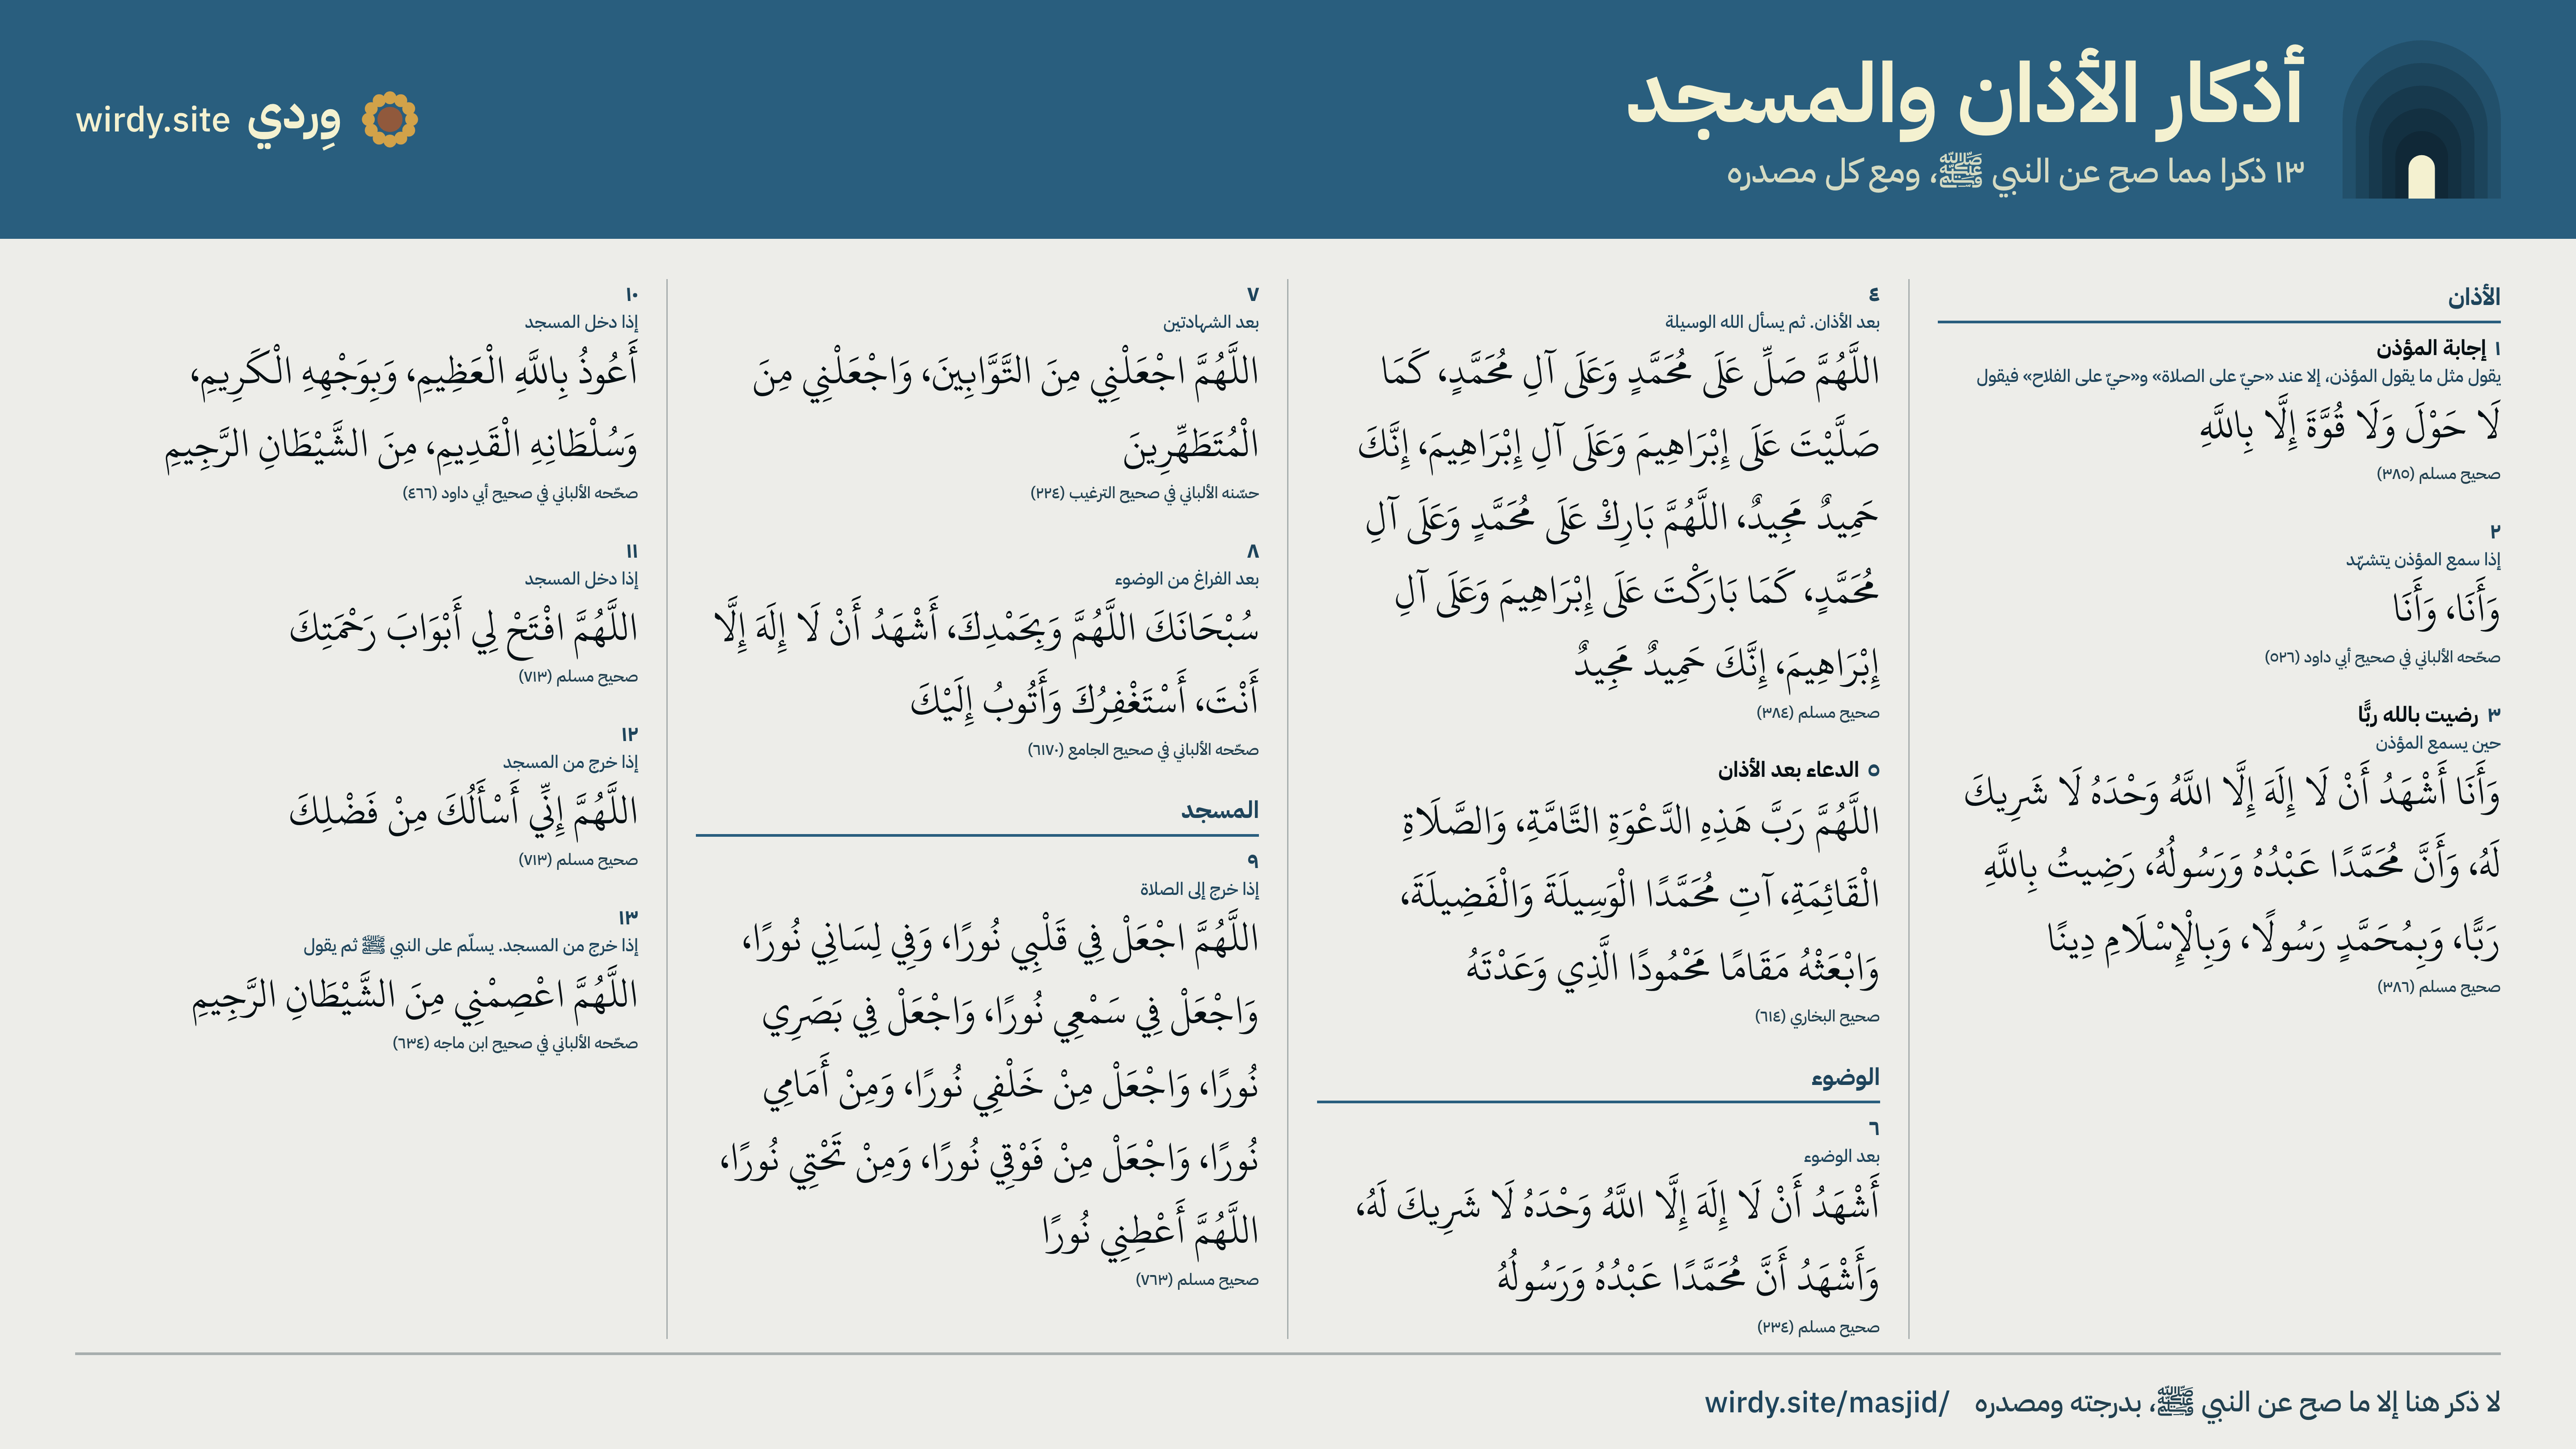 أذكار الأذان والمسجد
١٣ ذكرا مما صح عن النبي ﷺ، ومع كل مصدره
وِردي wirdy.site
الأذان
١ إجابة المؤذن
يقول مثل ما يقول المؤذن، إلا عند «حيّ على الصلاة» و«حيّ على الفلاح» فيقول
لَا حَوْلَ وَلَا قُوَّةَ إِلَّا بِاللَّهِ
صحيح مسلم (٣٨٥)
٢
إذا سمع المؤذن يتشهّد
وَأَنَا، وَأَنَا
صحّحه الألباني في صحيح أبي داود (٥٢٦)
٣ رضيت بالله ربًّا
حين يسمع المؤذن
وَأَنَا أَشْهَدُ أَنْ لَا إِلَهَ إِلَّا اللَّهُ وَحْدَهُ لَا شَرِيكَ
لَهُ، وَأَنَّ مُحَمَّدًا عَبْدُهُ وَرَسُولُهُ، رَضِيتُ بِاللَّهِ
رَبًّا، وَبِمُحَمَّدٍ رَسُولًا، وَبِالْإِسْلَامِ دِينًا
صحيح مسلم (٣٨٦)
٤
بعد الأذان. ثم يسأل الله الوسيلة
اللَّهُمَّ صَلِّ عَلَى مُحَمَّدٍ وَعَلَى آلِ مُحَمَّدٍ، كَمَا
صَلَّيْتَ عَلَى إِبْرَاهِيمَ وَعَلَى آلِ إِبْرَاهِيمَ، إِنَّكَ
حَمِيدٌ مَجِيدٌ، اللَّهُمَّ بَارِكْ عَلَى مُحَمَّدٍ وَعَلَى آلِ
مُحَمَّدٍ، كَمَا بَارَكْتَ عَلَى إِبْرَاهِيمَ وَعَلَى آلِ
إِبْرَاهِيمَ، إِنَّكَ حَمِيدٌ مَجِيدٌ
صحيح مسلم (٣٨٤)
٥ الدعاء بعد الأذان
اللَّهُمَّ رَبَّ هَذِهِ الدَّعْوَةِ التَّامَّةِ، وَالصَّلَاةِ
الْقَائِمَةِ، آتِ مُحَمَّدًا الْوَسِيلَةَ وَالْفَضِيلَةَ،
وَابْعَثْهُ مَقَامًا مَحْمُودًا الَّذِي وَعَدْتَهُ
صحيح البخاري (٦١٤)
الوضوء
٦
بعد الوضوء
أَشْهَدُ أَنْ لَا إِلَهَ إِلَّا اللَّهُ وَحْدَهُ لَا شَرِيكَ لَهُ،
وَأَشْهَدُ أَنَّ مُحَمَّدًا عَبْدُهُ وَرَسُولُهُ
صحيح مسلم (٢٣٤)
٧
بعد الشهادتين
اللَّهُمَّ اجْعَلْنِي مِنَ التَّوَّابِينَ، وَاجْعَلْنِي مِنَ
الْمُتَطَهِّرِينَ
حسّنه الألباني في صحيح الترغيب (٢٢٤)
٨
بعد الفراغ من الوضوء
سُبْحَانَكَ اللَّهُمَّ وَبِحَمْدِكَ، أَشْهَدُ أَنْ لَا إِلَهَ إِلَّا
أَنْتَ، أَسْتَغْفِرُكَ وَأَتُوبُ إِلَيْكَ
صحّحه الألباني في صحيح الجامع (٦١٧٠)
المسجد
٩
إذا خرج إلى الصلاة
اللَّهُمَّ اجْعَلْ فِي قَلْبِي نُورًا، وَفِي لِسَانِي نُورًا،
وَاجْعَلْ فِي سَمْعِي نُورًا، وَاجْعَلْ فِي بَصَرِي
نُورًا، وَاجْعَلْ مِنْ خَلْفِي نُورًا، وَمِنْ أَمَامِي
نُورًا، وَاجْعَلْ مِنْ فَوْقِي نُورًا، وَمِنْ تَحْتِي نُورًا،
اللَّهُمَّ أَعْطِنِي نُورًا
صحيح مسلم (٧٦٣)
١٠
إذا دخل المسجد
أَعُوذُ بِاللَّهِ الْعَظِيمِ، وَبِوَجْهِهِ الْكَرِيمِ،
وَسُلْطَانِهِ الْقَدِيمِ، مِنَ الشَّيْطَانِ الرَّجِيمِ
صحّحه الألباني في صحيح أبي داود (٤٦٦)
١١
إذا دخل المسجد
اللَّهُمَّ افْتَحْ لِي أَبْوَابَ رَحْمَتِكَ
صحيح مسلم (٧١٣)
١٢
إذا خرج من المسجد
اللَّهُمَّ إِنِّي أَسْأَلُكَ مِنْ فَضْلِكَ
صحيح مسلم (٧١٣)
١٣
إذا خرج من المسجد. يسلّم على النبي ﷺ ثم يقول
اللَّهُمَّ اعْصِمْنِي مِنَ الشَّيْطَانِ الرَّجِيمِ
صحّحه الألباني في صحيح ابن ماجه (٦٣٤)
لا ذكر هنا إلا ما صح عن النبي ﷺ، بدرجته ومصدره wirdy.site/masjid/